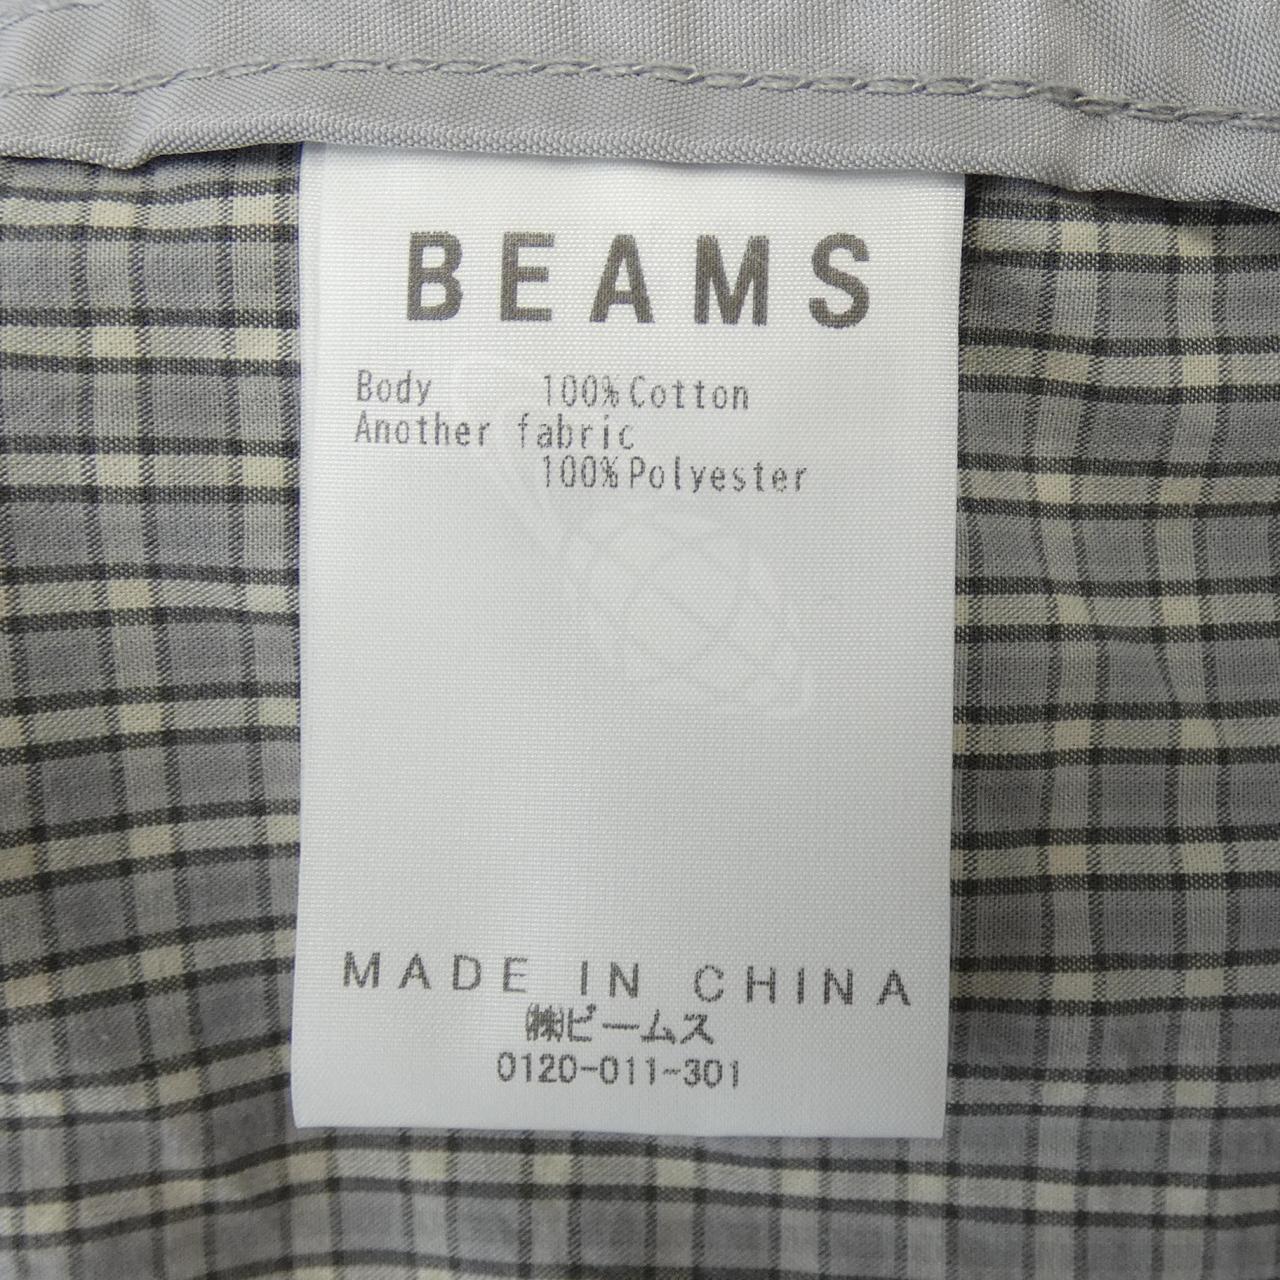 BEAMS
Body 100%Cotton
Another fabric
100%Polyester
MADE IN CHINA
㈱ビームス
0120-011-301